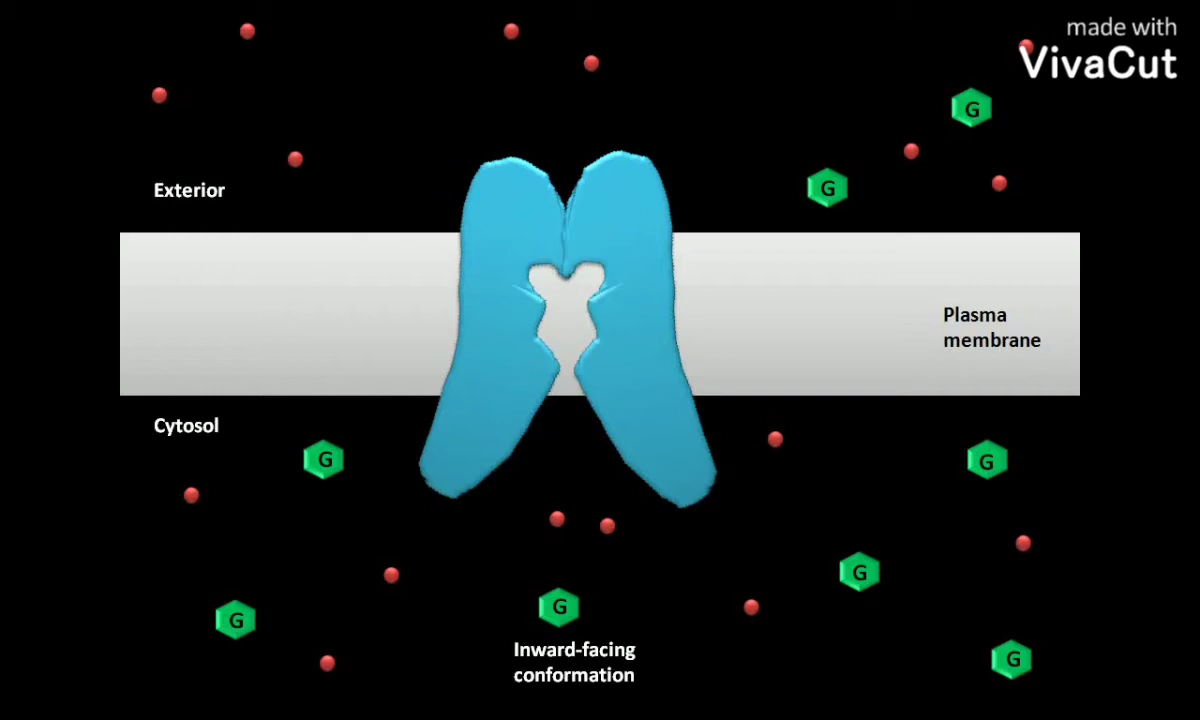 made with
VivaCut
G
G
Exterior
Plasma
membrane
Cytosol
G
G
G
G
G
Inward-facing
conformation
G